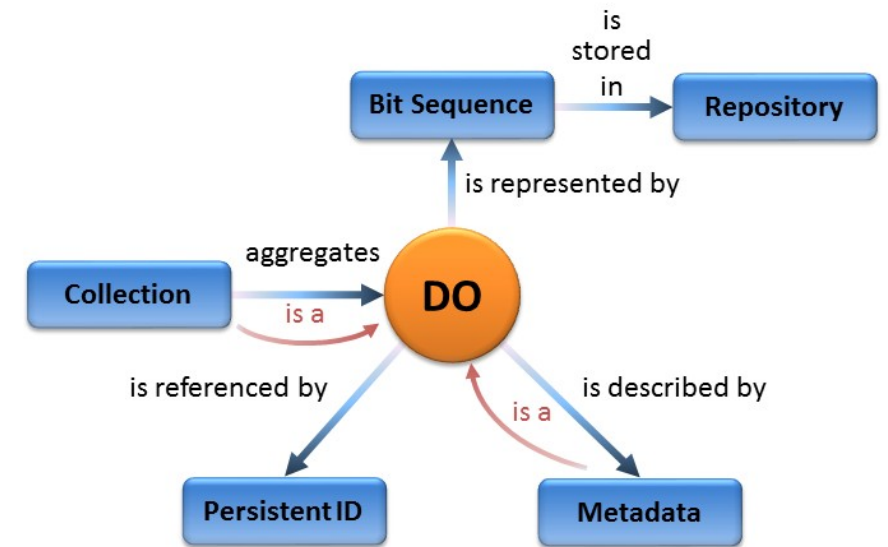 is
stored
in
Bit Sequence
Repository
is represented by
aggregates
Collection
DO
is a
is referenced by
is described by
is a
Persistent ID
Metadata